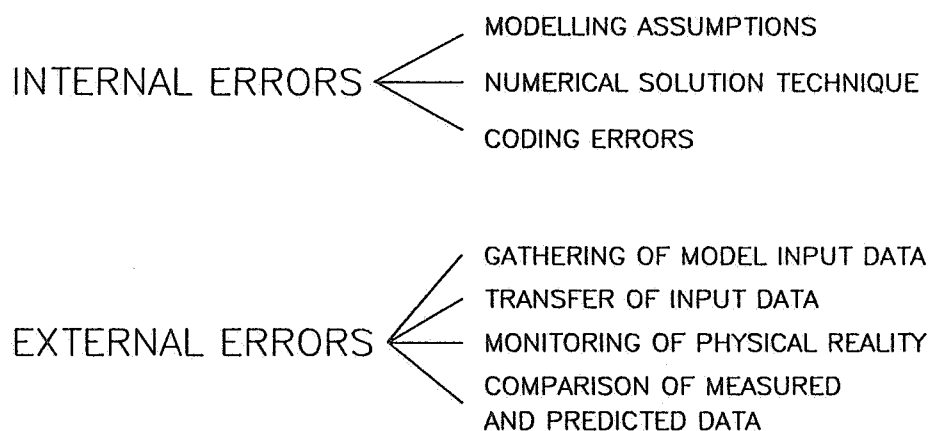 INTERNAL ERRORS
MODELLING ASSUMPTIONS
NUMERICAL SOLUTION TECHNIQUE
CODING ERRORS
EXTERNAL ERRORS
GATHERING OF MODEL INPUT DATA
TRANSFER OF INPUT DATA
MONITORING OF PHYSICAL REALITY
COMPARISON OF MEASURED
AND PREDICTED DATA